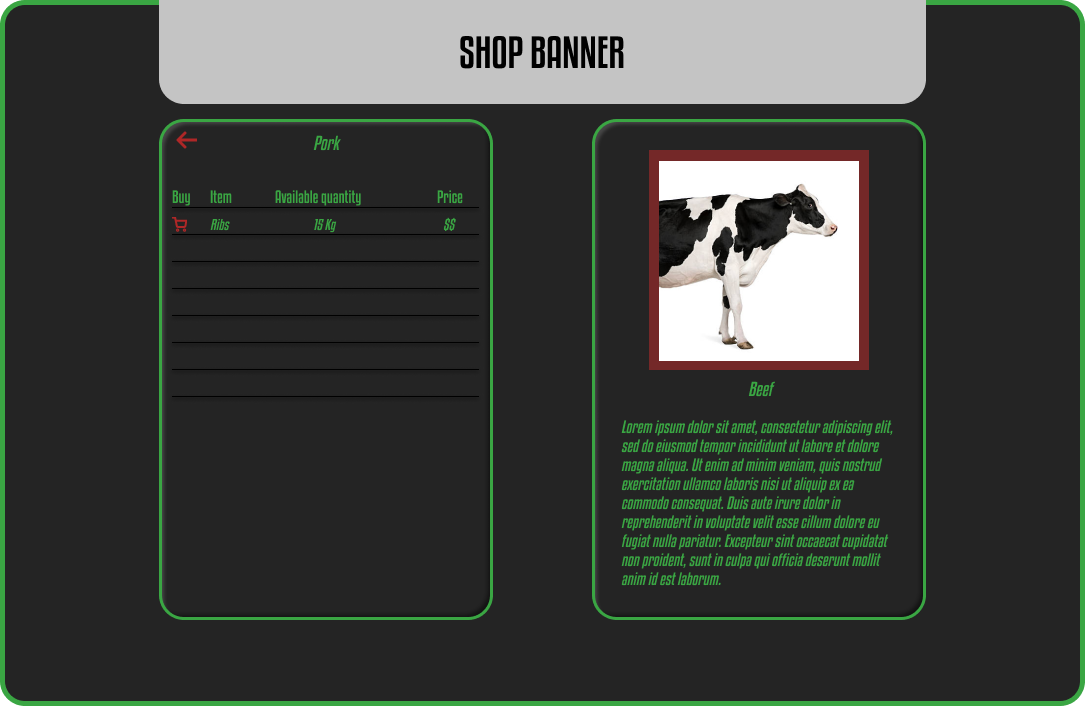 SHOP BANNER
Pork
Buy Item Available quantity Price
Ribs 15 Kg $$
Beef
Lorem ipsum dolor sit amet, consectetur adipiscing elit,
sed do eiusmod tempor incididunt ut labore et dolore
magna aliqua. Ut enim ad minim veniam, quis nostrud
exercitation ullamco laboris nisi ut aliquip ex ea
commodo consequat. Duis aute irure dolor in
reprehenderit in voluptate velit esse cillum dolore eu
fugiat nulla pariatur. Excepteur sint occaecat cupidatat
non proident, sunt in culpa qui officia deserunt mollit
anim id est laborum.